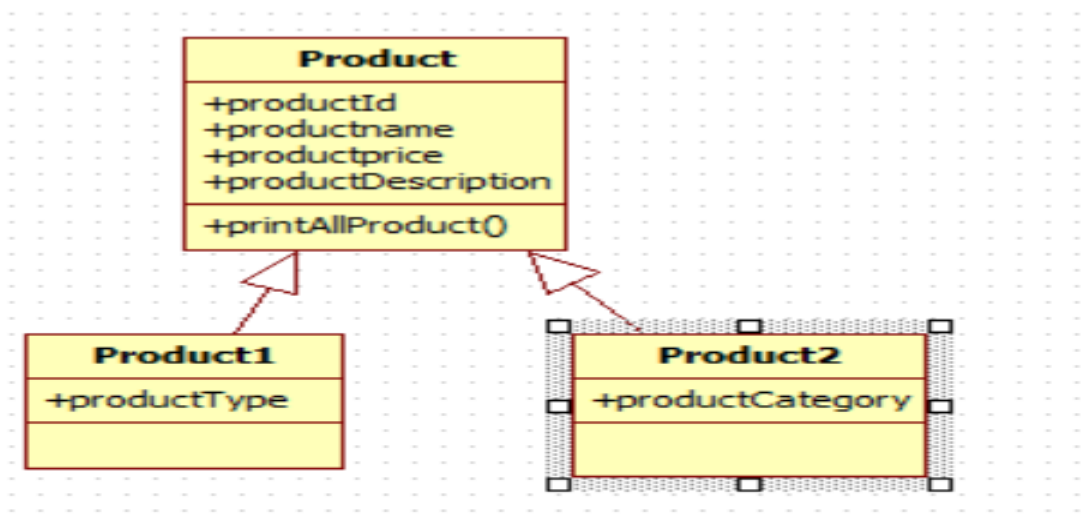 Product
+productId
+productname
+productprice
+productDescription
+printAllProduct()
Product1
+productType
Product2
+productCategory